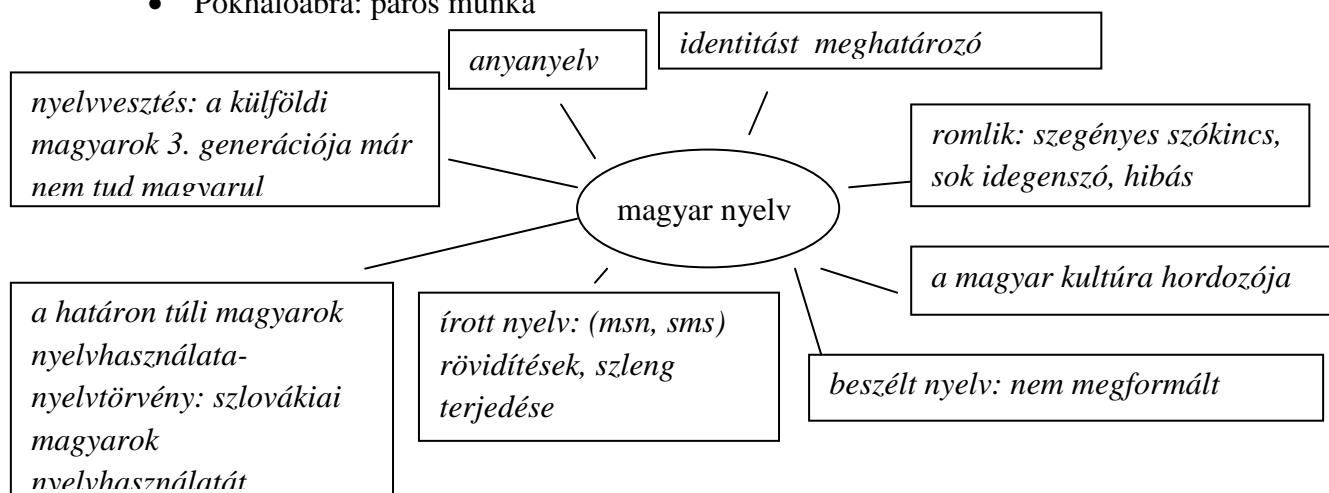 • Pókhálóábra: páros munka
anyanyelv
identitást meghatározó
nyelvvesztés: a külföldi
magyarok 3. generációja már
nem tud magyarul
romlik: szegényes szókincs,
sok idegenszó, hibás
magyar nyelv
a magyar kultúra hordozója
a határon túli magyarok
nyelvhasználata-
nyelvtörvény: szlovákiai
magyarok
nyelvhasználatát
írott nyelv: (msn, sms)
rövidítések, szleng
terjedése
beszélt nyelv: nem megformált